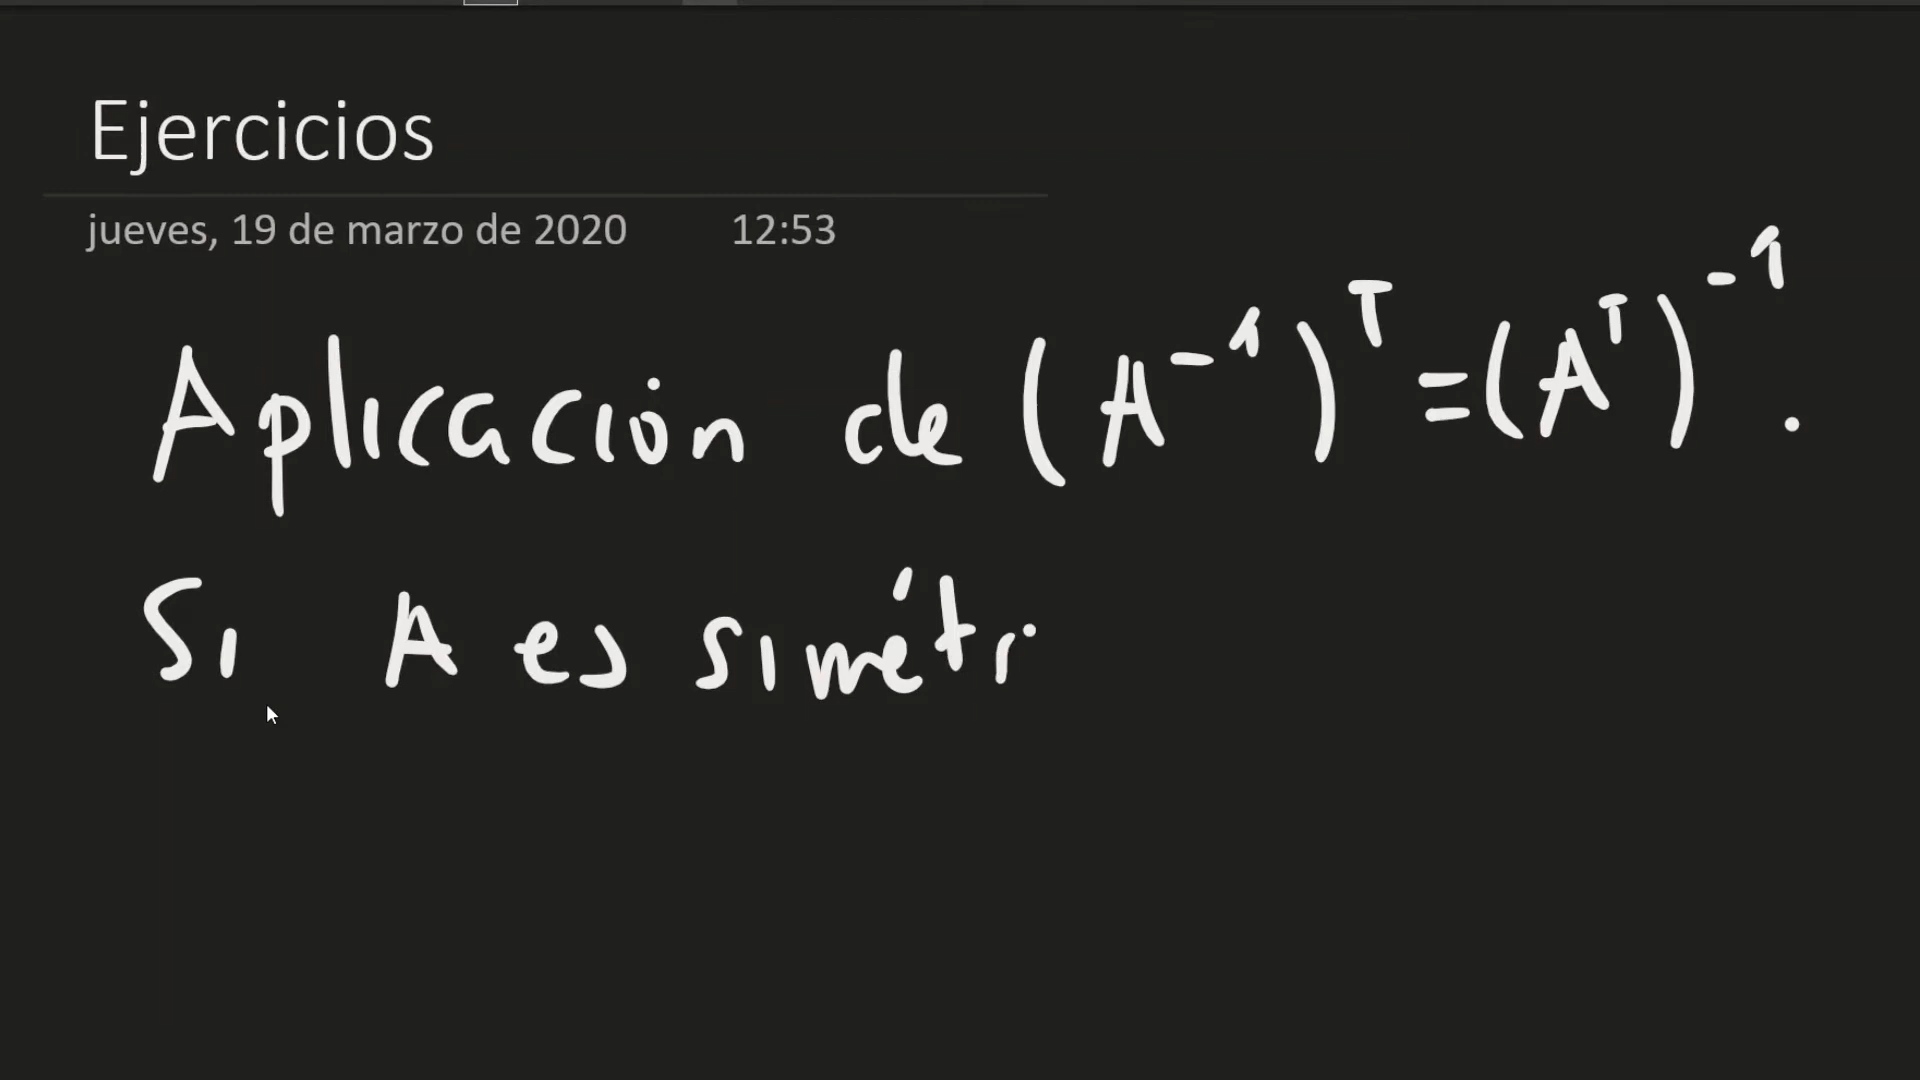 Ejercicios
jueves, 19 de marzo de 2020 12:53
Aplicación de (A⁻¹)ᵀ = (Aᵀ)⁻¹.
Si A es simétr